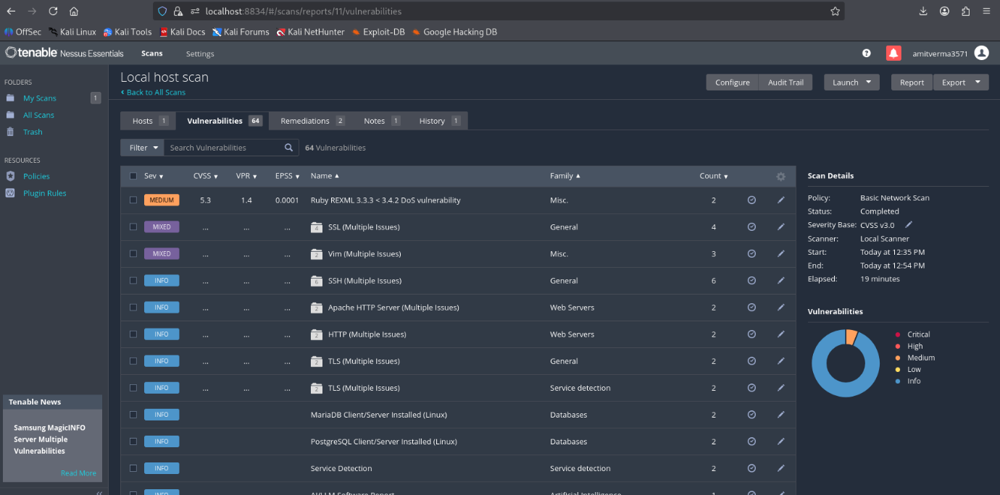 localhost:8834/#/scans/reports/11/vulnerabilities
OffSec Kali Linux Kali Tools Kali Docs Kali Forums Kali NetHunter Exploit-DB Google Hacking DB
tenable Nessus Essentials Scans Settings amitverma3571
FOLDERS
My Scans 1
All Scans
Trash
RESOURCES
Policies
Plugin Rules
Tenable News
Samsung MagicINFO
Server Multiple
Vulnerabilities
Read More
Local host scan
Back to All Scans
Configure Audit Trail Launch Report Export
Hosts 1 Vulnerabilities 64 Remediations 2 Notes 1 History 1
Filter Search Vulnerabilities 64 Vulnerabilities
Sev CVSS VPR EPSS Name Family Count
MEDIUM 5.3 1.4 0.0001 Ruby REXML 3.3.3 < 3.4.2 DoS vulnerability Misc. 2
MIXED ... ... ... 4 SSL (Multiple Issues) General 4
MIXED ... ... ... 2 Vim (Multiple Issues) Misc. 3
INFO ... ... ... 6 SSH (Multiple Issues) General 6
INFO ... ... ... 2 Apache HTTP Server (Multiple Issues) Web Servers 2
INFO ... ... ... 2 HTTP (Multiple Issues) Web Servers 2
INFO ... ... ... 2 TLS (Multiple Issues) General 2
INFO ... ... ... 2 TLS (Multiple Issues) Service detection 2
INFO MariaDB Client/Server Installed (Linux) Databases 2
INFO PostgreSQL Client/Server Installed (Linux) Databases 2
INFO Service Detection Service detection 2
INFO AI/LLM Software Report Artificial Intelligence 1
Scan Details
Policy: Basic Network Scan
Status: Completed
Severity Base: CVSS v3.0
Scanner: Local Scanner
Start: Today at 12:35 PM
End: Today at 12:54 PM
Elapsed: 19 minutes
Vulnerabilities
Critical
High
Medium
Low
Info